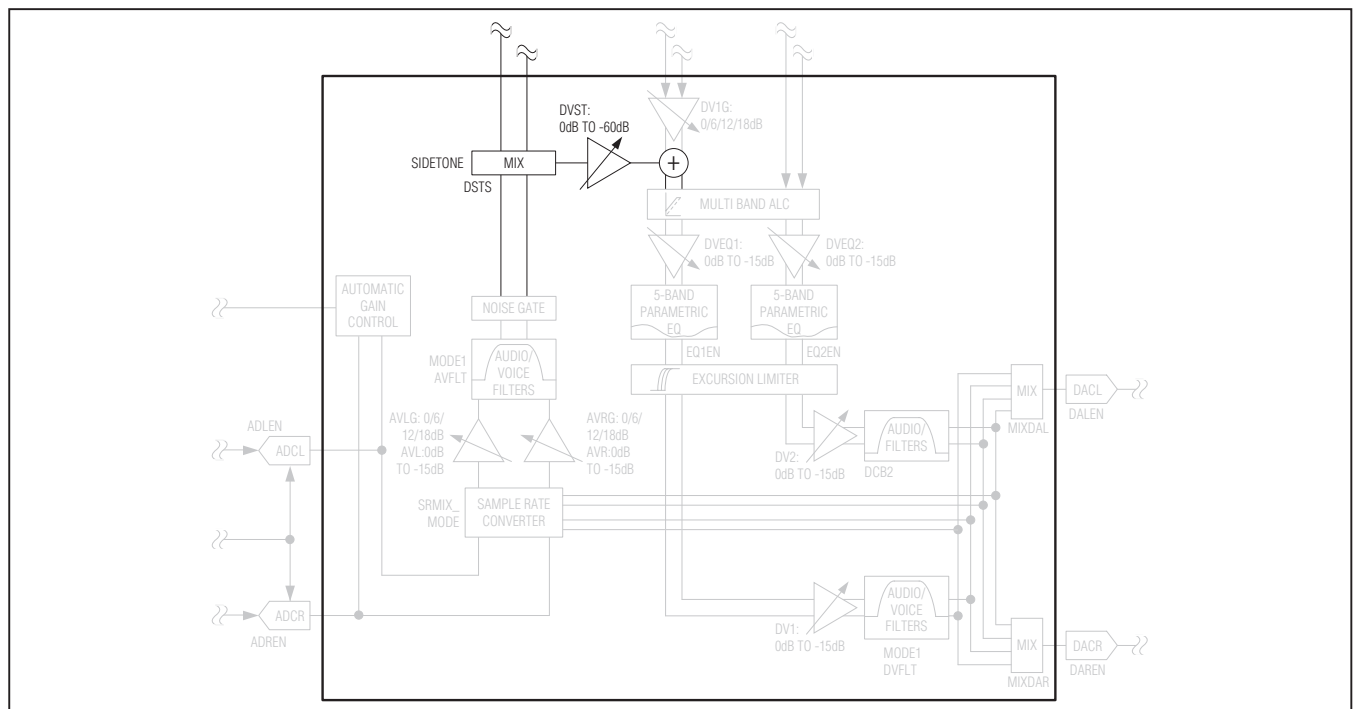 DV1G:
0/6/12/18dB
DVST:
0dB TO -60dB
SIDETONE
MIX
+
DSTS
MULTI BAND ALC
DVEQ1:
0dB TO -15dB
DVEQ2:
0dB TO -15dB
AUTOMATIC
GAIN
CONTROL
NOISE GATE
5-BAND
PARAMETRIC
EQ
5-BAND
PARAMETRIC
EQ
EQ1EN
EQ2EN
MODE1
AVFLT
AUDIO/
VOICE
FILTERS
EXCURSION LIMITER
MIX
DACL
DALEN
MIXDAL
AVLG: 0/6/
12/18dB
AVL:0dB
TO -15dB
AVRG: 0/6/
12/18dB
AVR:0dB
TO -15dB
ADLEN
ADCL
DV2:
0dB TO -15dB
AUDIO/
FILTERS
DCB2
SRMIX_
MODE
SAMPLE RATE
CONVERTER
ADCR
ADREN
DV1:
0dB TO -15dB
AUDIO/
VOICE
FILTERS
MODE1
DVFLT
MIX
DACR
DAREN
MIXDAR